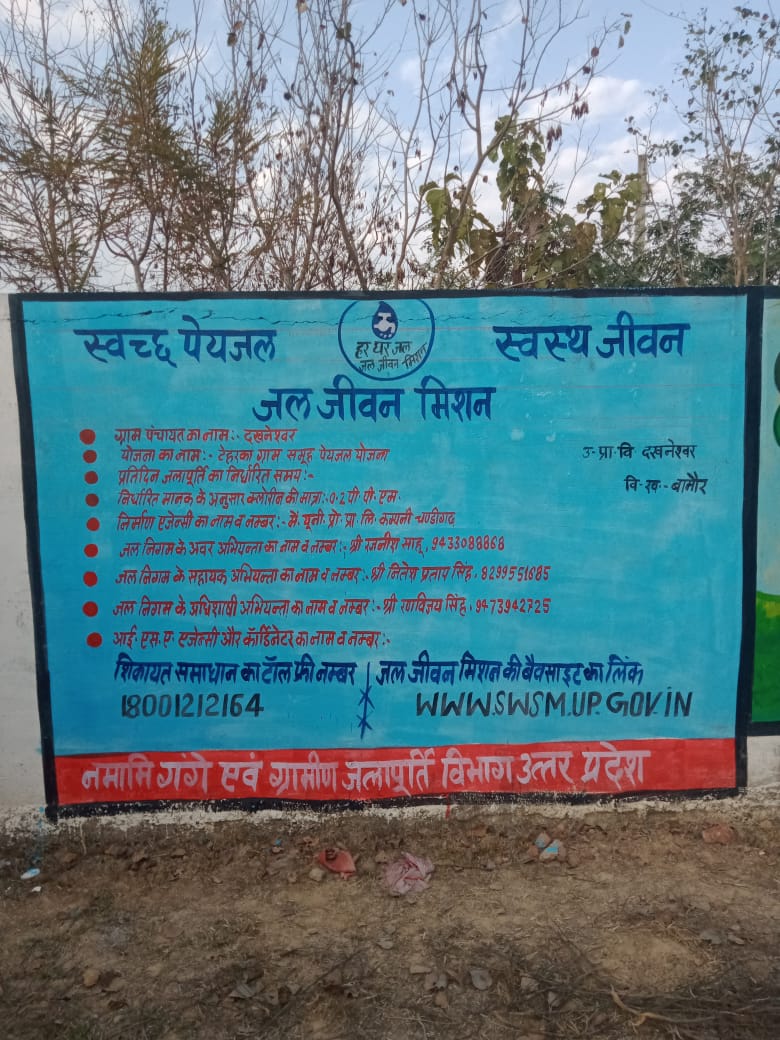 स्वच्छ पेयजल
हर घर जल
जल जीवन मिशन
स्वस्थ जीवन
जल जीवन मिशन
ग्राम पंचायत का नाम:- दखनेश्वर
योजना का नाम:- टेहरका ग्राम समूह पेयजल योजना
उ॰प्रा॰वि॰ दखनेश्वर
प्रतिदिन जलापूर्ति का निर्धारित समय:-
वि॰ख॰- बामौर
निर्धारित मानक के अनुसार क्लोरीन की मात्रा:- 0.2 पी॰पी॰एम॰
निर्माण एजेन्सी का नाम व नम्बर:- मै॰ यूनी॰प्रो॰प्रा॰लि॰ कम्पनी चण्डीगढ़
जल निगम के अवर अभियन्ता का नाम व नम्बर:- श्री रजनीश साहू, 9433088868
जल निगम के सहायक अभियन्ता का नाम व नम्बर:- श्री नितेश प्रताप सिंह, 8299551685
जल निगम के अधिशाषी अभियन्ता का नाम व नम्बर:- श्री रणविजय सिंह, 9473942725
आई॰एस॰ए॰ एजेन्सी और कॉर्डिनेटर का नाम व नम्बर:-
शिकायत समाधान का टॉल फ्री नम्बर
18001212164
जल जीवन मिशन की बैवसाइट का लिंक
WWW.SWSM.UP.GOV.iN
नमामि गंगे एवं ग्रामीण जलापूर्ति विभाग उत्तर प्रदेश